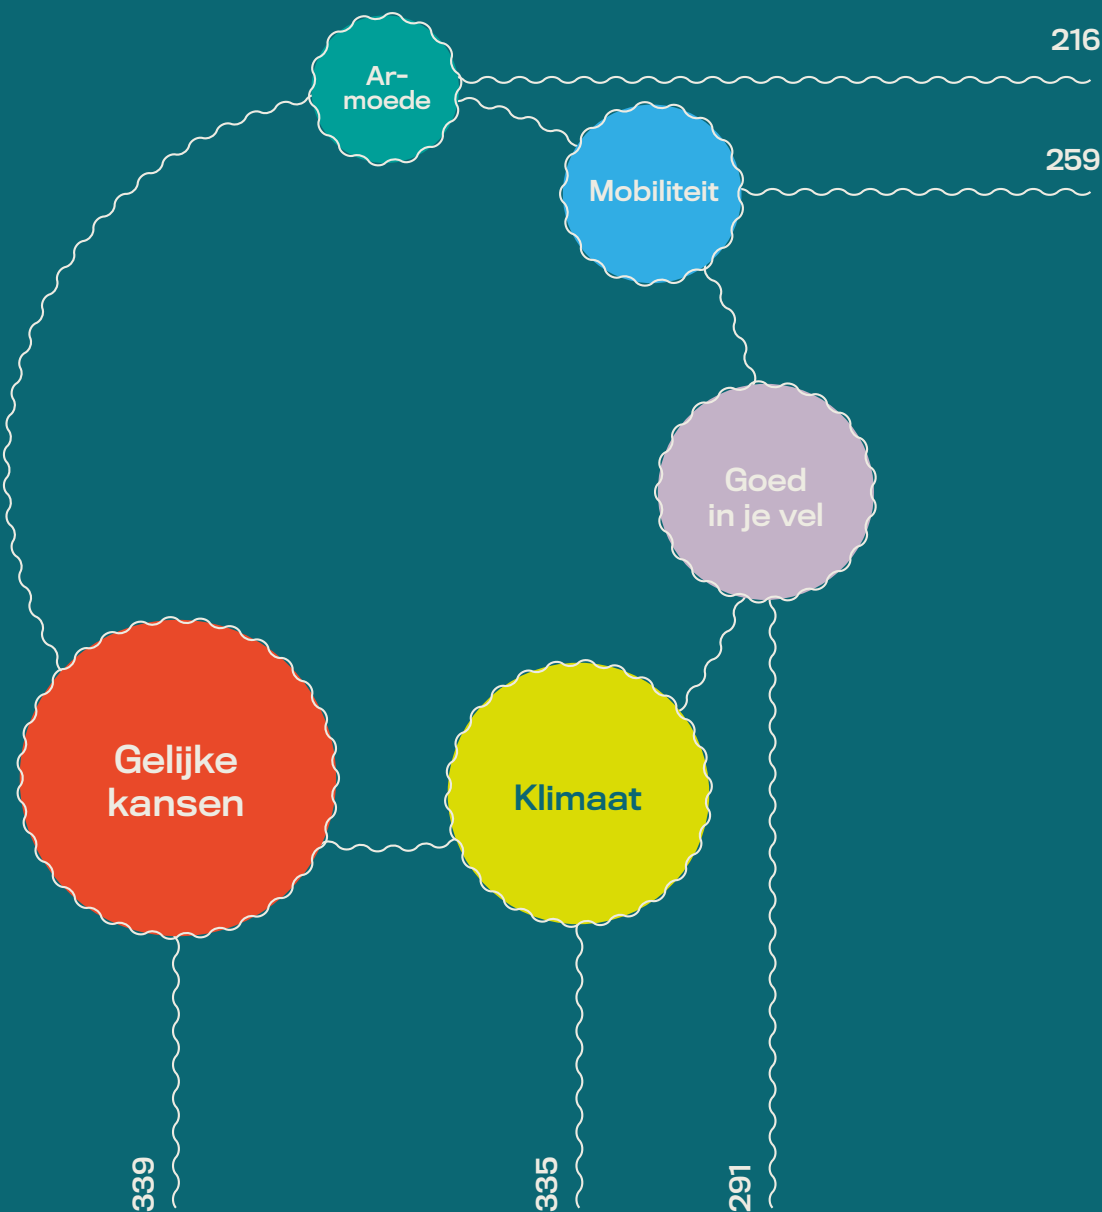 216
Ar-
moede
259
Mobiliteit
Goed
in je vel
Gelijke
kansen
Klimaat
339
335
291